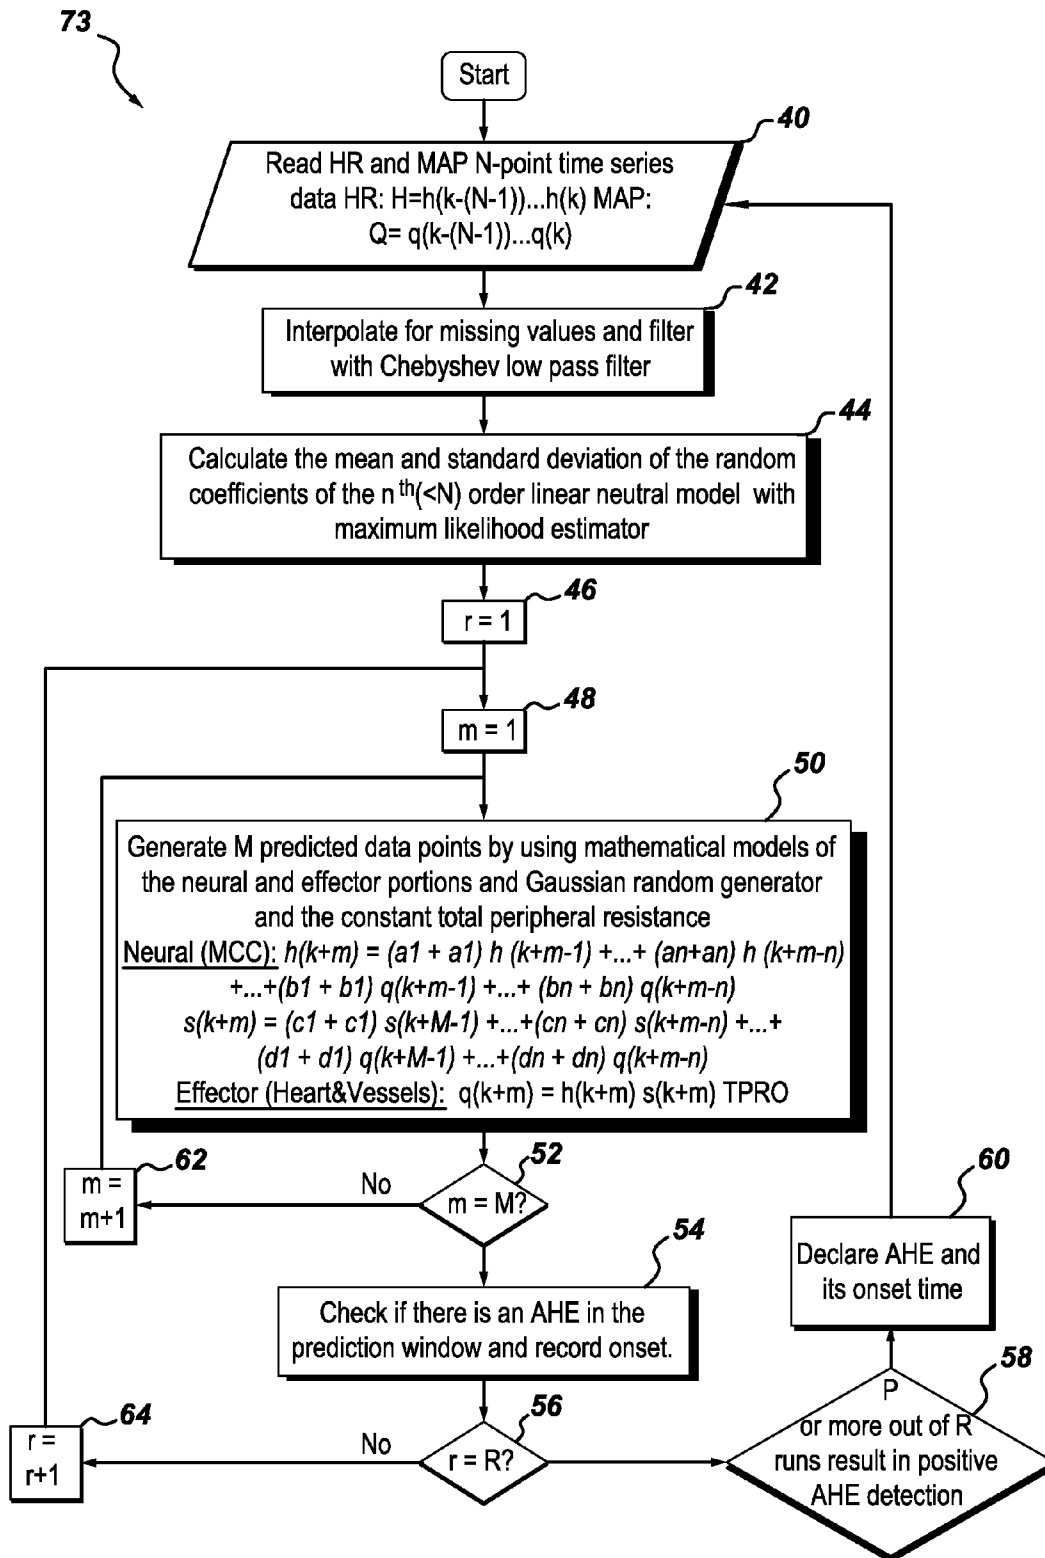 73
Start
40
Read HR and MAP N-point time series
data HR: H=h(k-(N-1))...h(k) MAP:
Q= q(k-(N-1))...q(k)
42
Interpolate for missing values and filter
with Chebyshev low pass filter
44
Calculate the mean and standard deviation of the random
coefficients of the nth(<N) order linear neutral model with
maximum likelihood estimator
46
r = 1
48
m = 1
50
Generate M predicted data points by using mathematical models of
the neural and effector portions and Gaussian random generator
and the constant total peripheral resistance
Neural (MCC): h(k+m) = (a1 + a1) h (k+m-1) +...+ (an+an) h (k+m-n)
+...+(b1 + b1) q(k+m-1) +...+ (bn + bn) q(k+m-n)
s(k+m) = (c1 + c1) s(k+M-1) +...+(cn + cn) s(k+m-n) +...+
(d1 + d1) q(k+M-1) +...+(dn + dn) q(k+m-n)
Effector (Heart&Vessels): q(k+m) = h(k+m) s(k+m) TPRO
52
m = M?
No
62
m =
m+1
54
Check if there is an AHE in the
prediction window and record onset.
56
r = R?
No
64
r =
r+1
58
P
or more out of R
runs result in positive
AHE detection
60
Declare AHE and
its onset time